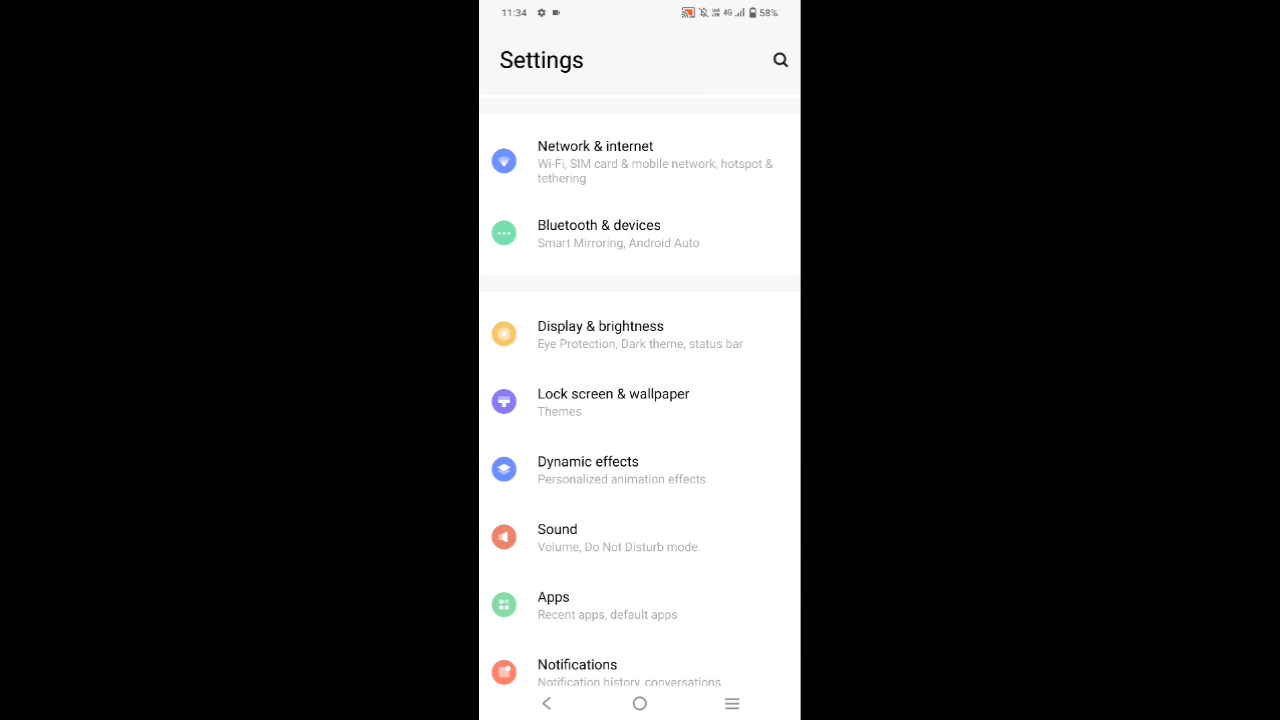 11:34 4G 58%
Settings
Network & internet
Wi-Fi, SIM card & mobile network, hotspot &
tethering
Bluetooth & devices
Smart Mirroring, Android Auto
Display & brightness
Eye Protection, Dark theme, status bar
Lock screen & wallpaper
Themes
Dynamic effects
Personalized animation effects
Sound
Volume, Do Not Disturb mode
Apps
Recent apps, default apps
Notifications
Notification history, conversations